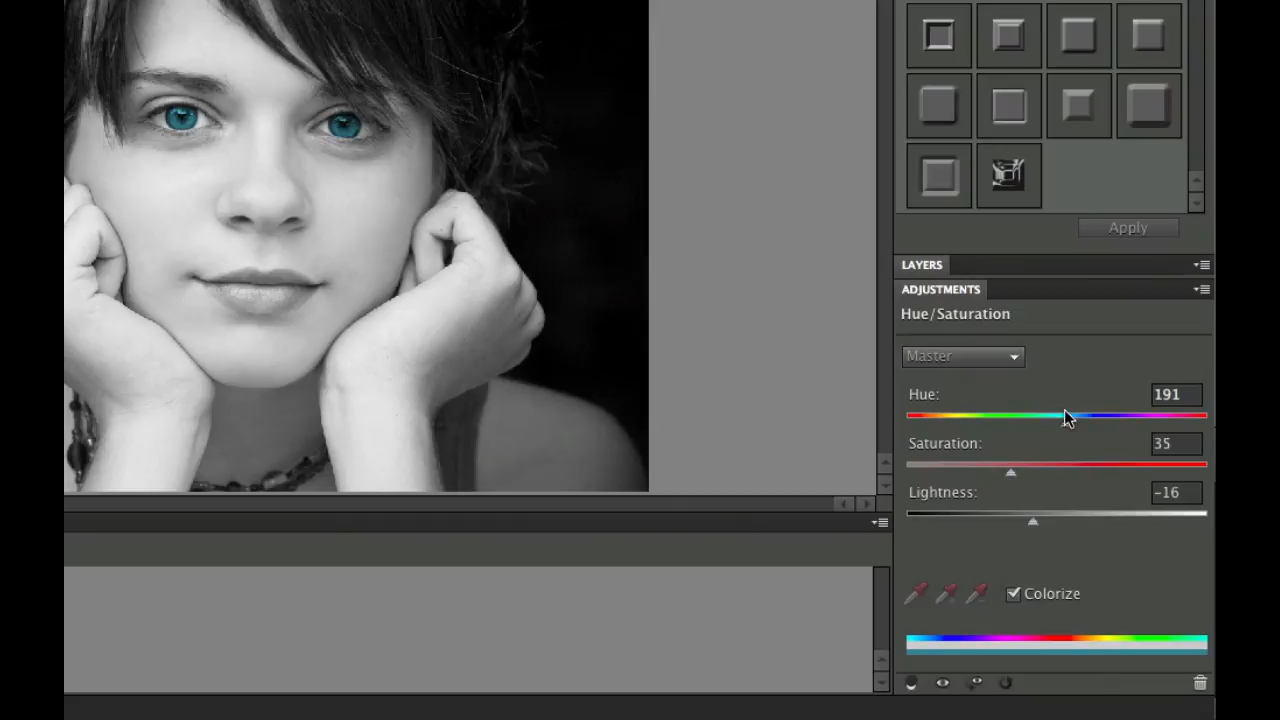 Apply
LAYERS
ADJUSTMENTS
Hue/Saturation
Master
Hue: 191
Saturation: 35
Lightness: -16
Colorize